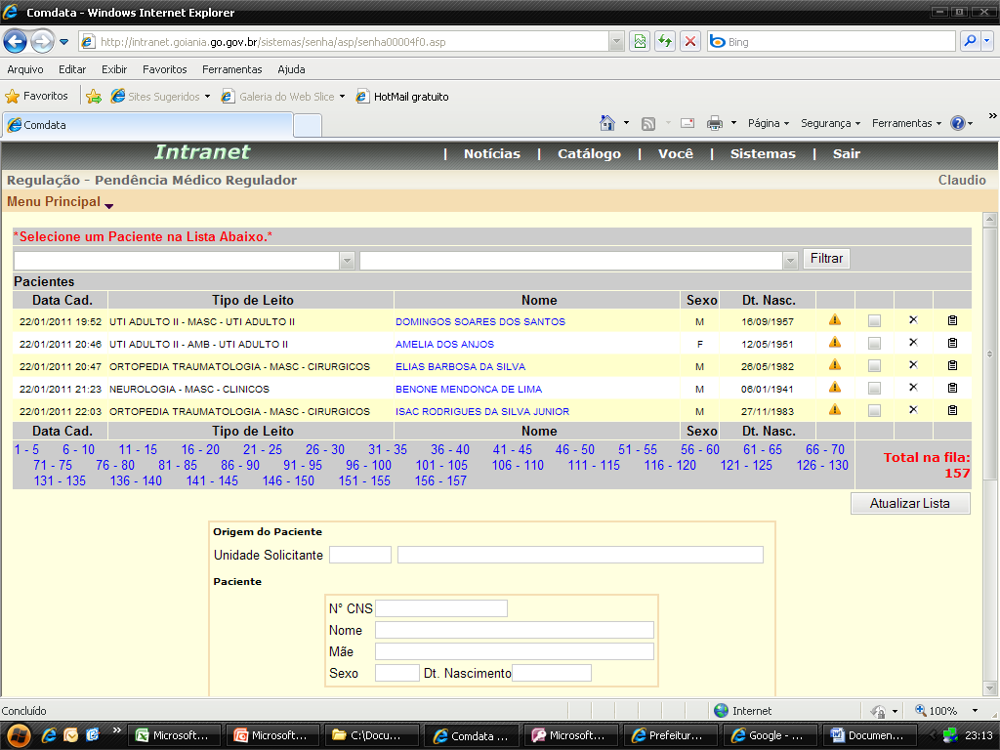 Comdata - Windows Internet Explorer
http://intranet.goiania.go.gov.br/sistemas/senha/asp/senha00004f0.asp
Bing
Arquivo Editar Exibir Favoritos Ferramentas Ajuda
Favoritos Sites Sugeridos Galeria do Web Slice HotMail gratuito
Comdata
Página Segurança Ferramentas
Intranet | Notícias | Catálogo | Você | Sistemas | Sair
Regulação - Pendência Médico Regulador Claudio
Menu Principal
*Selecione um Paciente na Lista Abaixo.*
Filtrar
Pacientes
Data Cad. Tipo de Leito Nome Sexo Dt. Nasc.
22/01/2011 19:52 UTI ADULTO II - MASC - UTI ADULTO II DOMINGOS SOARES DOS SANTOS M 16/09/1957
22/01/2011 20:46 UTI ADULTO II - AMB - UTI ADULTO II AMELIA DOS ANJOS F 12/05/1951
22/01/2011 20:47 ORTOPEDIA TRAUMATOLOGIA - MASC - CIRURGICOS ELIAS BARBOSA DA SILVA M 26/05/1982
22/01/2011 21:23 NEUROLOGIA - MASC - CLINICOS BENONE MENDONCA DE LIMA M 06/01/1941
22/01/2011 22:03 ORTOPEDIA TRAUMATOLOGIA - MASC - CIRURGICOS ISAC RODRIGUES DA SILVA JUNIOR M 27/11/1983
Data Cad. Tipo de Leito Nome Sexo Dt. Nasc.
1 - 5 6 - 10 11 - 15 16 - 20 21 - 25 26 - 30 31 - 35 36 - 40 41 - 45 46 - 50 51 - 55 56 - 60 61 - 65 66 - 70
71 - 75 76 - 80 81 - 85 86 - 90 91 - 95 96 - 100 101 - 105 106 - 110 111 - 115 116 - 120 121 - 125 126 - 130
131 - 135 136 - 140 141 - 145 146 - 150 151 - 155 156 - 157
Total na fila:
157
Atualizar Lista
Origem do Paciente
Unidade Solicitante
Paciente
N° CNS
Nome
Mãe
Sexo Dt. Nascimento
Concluído Internet 100%
Microsoft... Microsoft... C:\Docu... Comdata ... Microsoft... Prefeitur... Google - ... Documen... 23:13